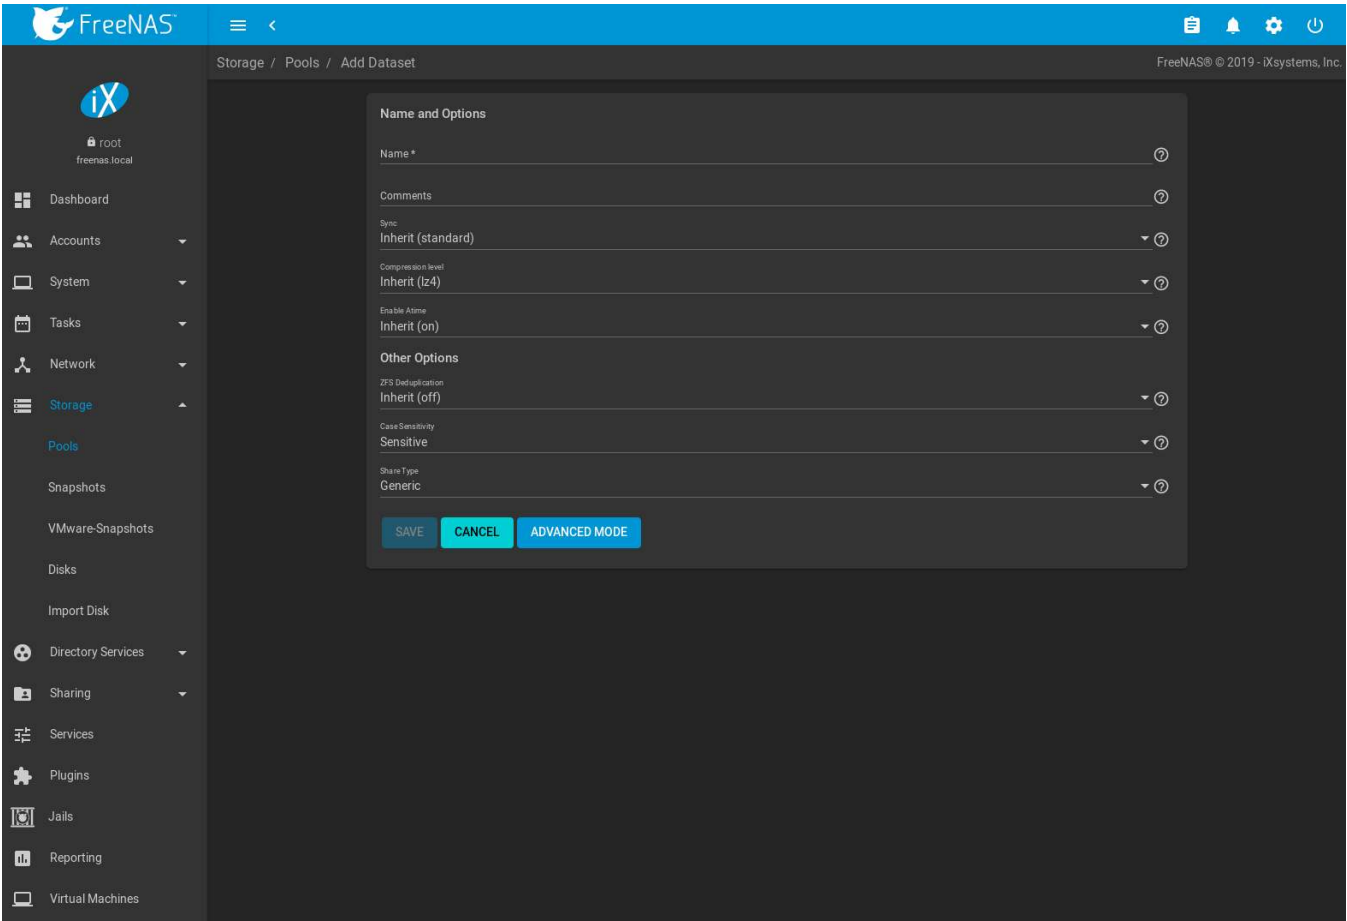 FreeNAS™
Storage / Pools / Add Dataset
FreeNAS® © 2019 - iXsystems, Inc.
iX
root
freenas.local
Dashboard
Accounts
System
Tasks
Network
Storage
Pools
Snapshots
VMware-Snapshots
Disks
Import Disk
Directory Services
Sharing
Services
Plugins
Jails
Reporting
Virtual Machines
Name and Options
Name *
Comments
Sync
Inherit (standard)
Compression level
Inherit (lz4)
Enable Atime
Inherit (on)
Other Options
ZFS Deduplication
Inherit (off)
Case Sensitivity
Sensitive
Share Type
Generic
SAVE CANCEL ADVANCED MODE